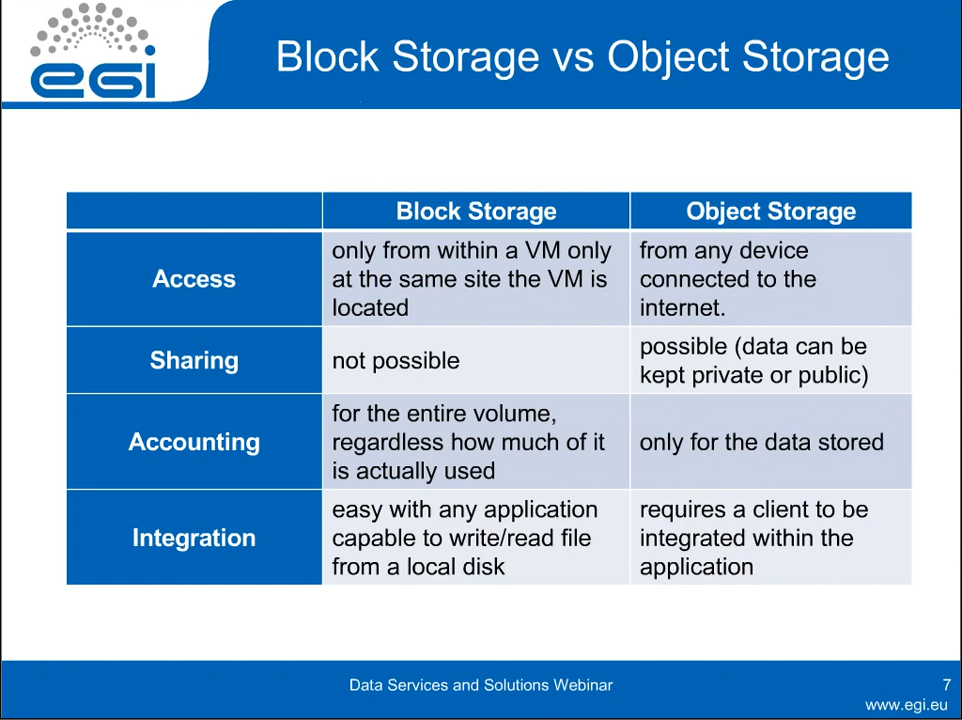 egi
Block Storage vs Object Storage
Block Storage
Object Storage
Access
only from within a VM only
at the same site the VM is
located
from any device
connected to the
internet.
Sharing
not possible
possible (data can be
kept private or public)
Accounting
for the entire volume,
regardless how much of it
is actually used
only for the data stored
Integration
easy with any application
capable to write/read file
from a local disk
requires a client to be
integrated within the
application
Data Services and Solutions Webinar
7
www.egi.eu